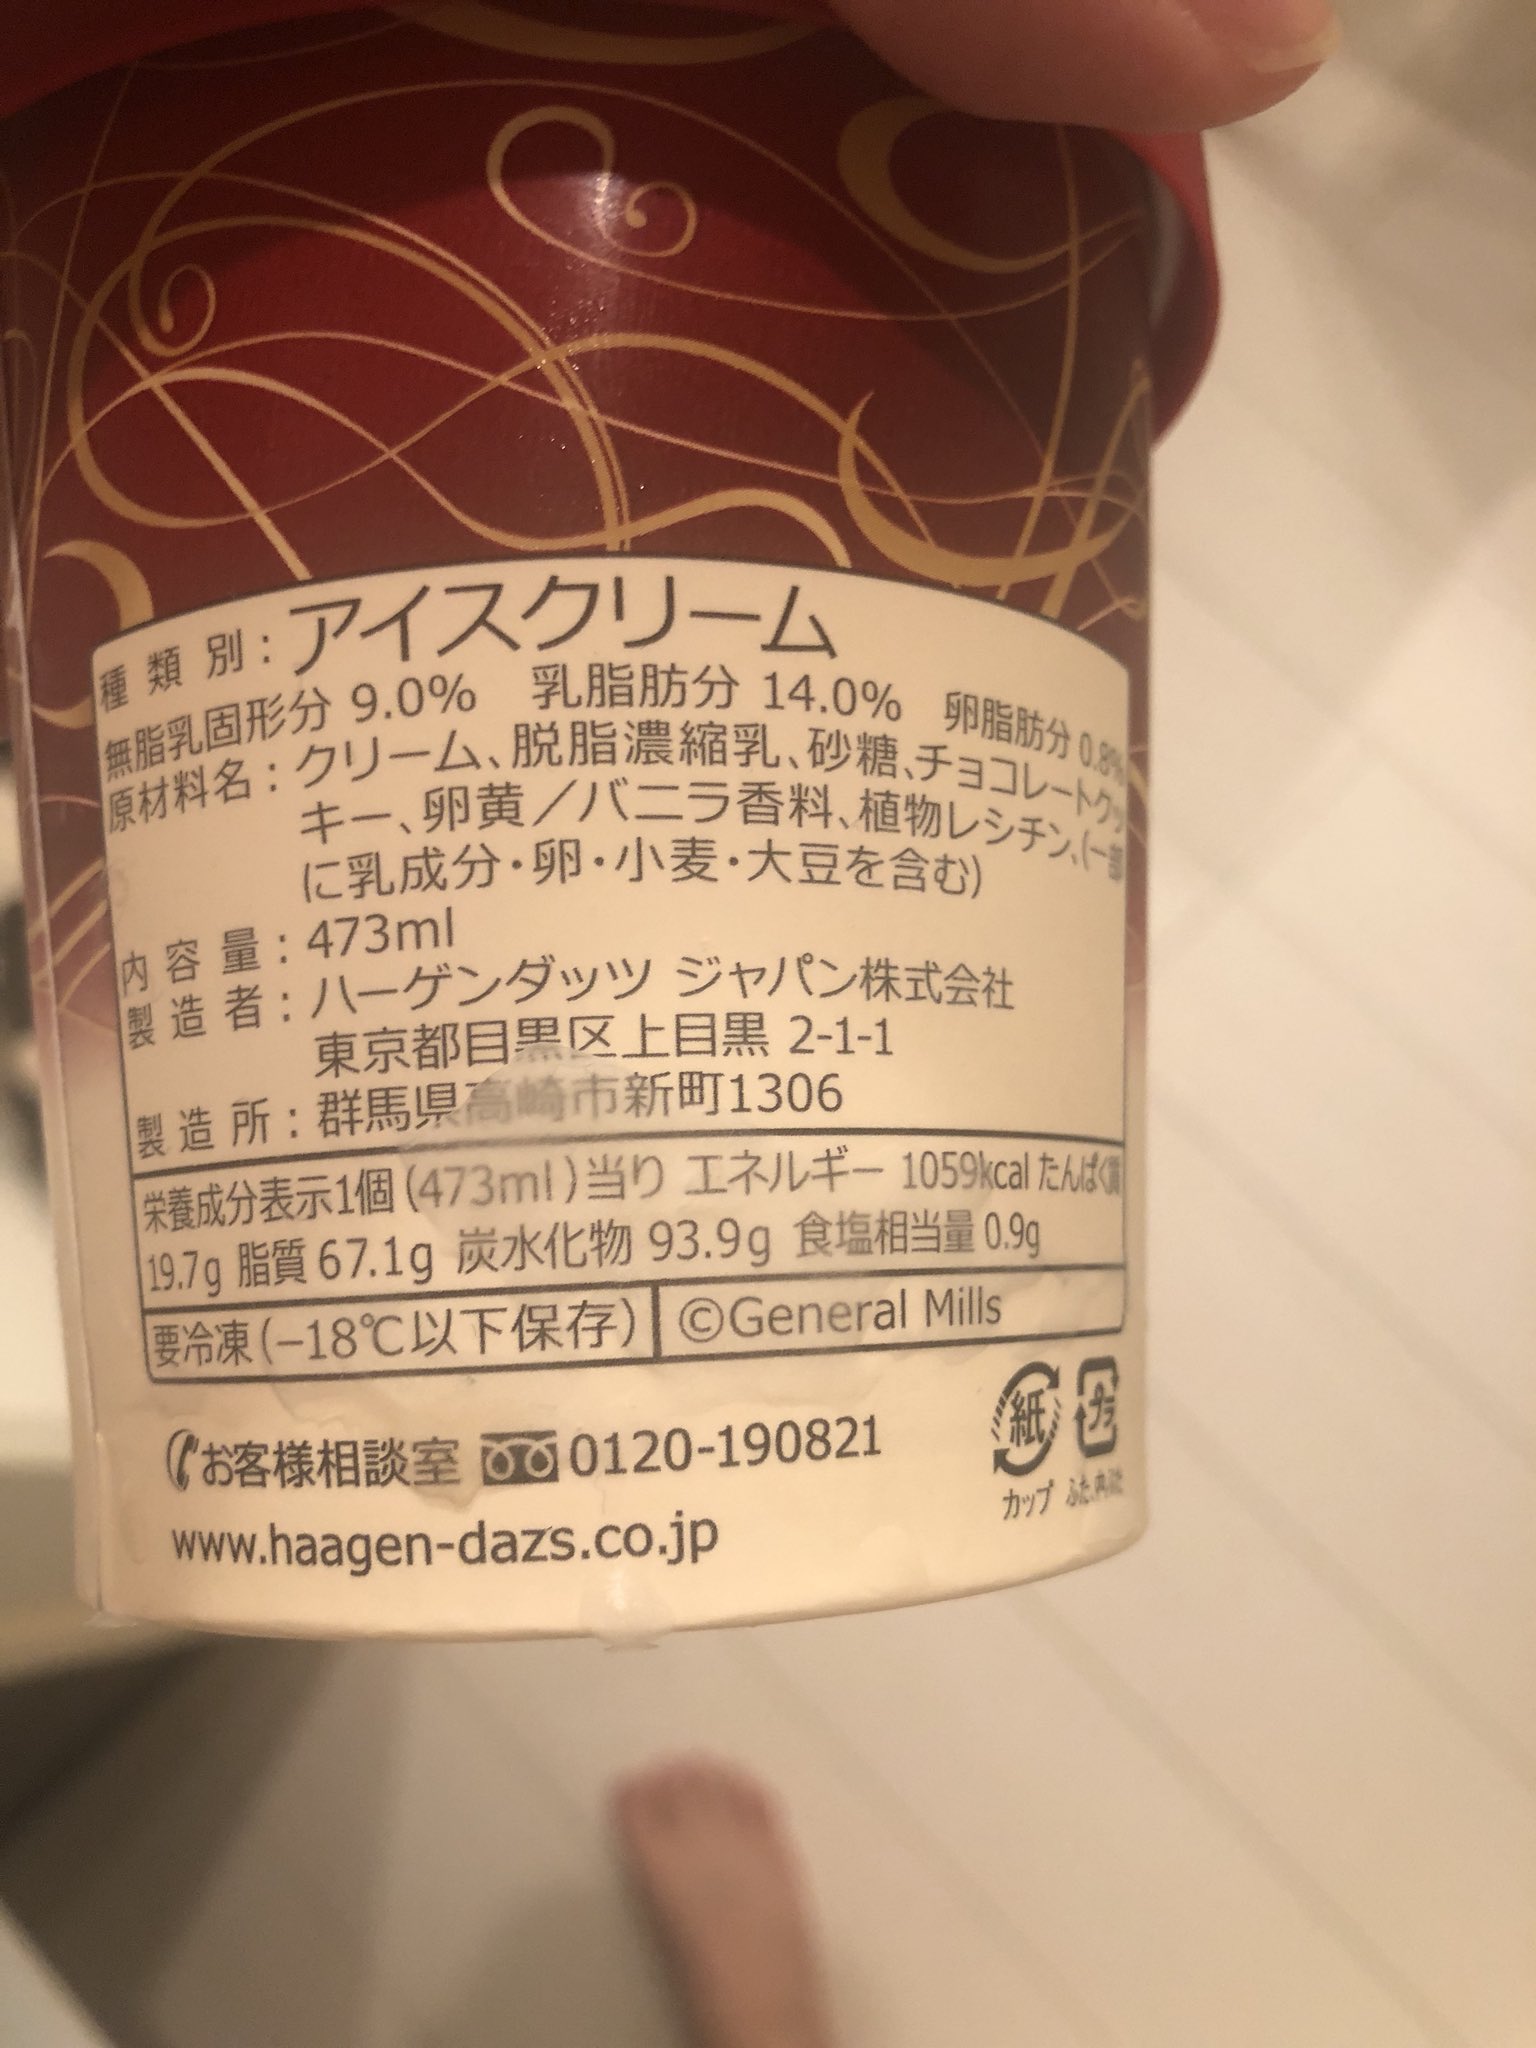 種類別：アイスクリーム
無脂乳固形分 9.0% 乳脂肪分 14.0% 卵脂肪分 0.8%
原材料名：クリーム、脱脂濃縮乳、砂糖、チョコレートクッ
キー、卵黄／バニラ香料、植物レシチン、(一部
に乳成分・卵・小麦・大豆を含む)
内容量：473ml
製造者：ハーゲンダッツ ジャパン株式会社
東京都目黒区上目黒 2-1-1
製造所：群馬県高崎市新町1306
栄養成分表示1個(473ml)当り エネルギー 1059kcal たんぱく質
19.7g 脂質 67.1g 炭水化物 93.9g 食塩相当量 0.9g
要冷凍(–18℃以下保存) ©General Mills
お客様相談室 0120-190821
www.haagen-dazs.co.jp
紙 プラ
カップ ふた、内ぶた